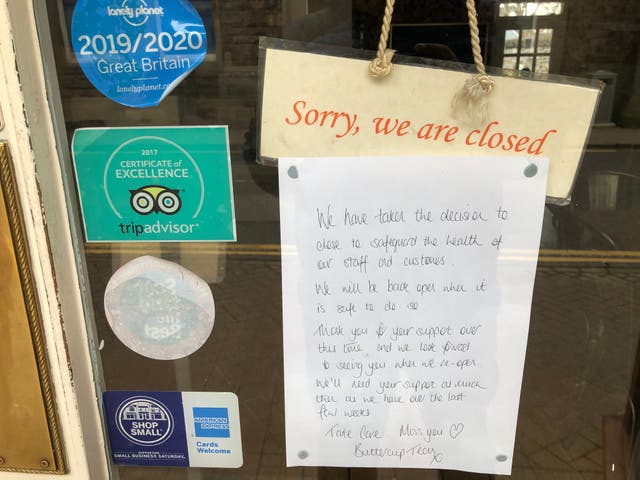 lonely planet
2019/2020
Great Britain
lonelyplanet.co
2017
CERTIFICATE of
EXCELLENCE
tripadvisor
SHOP
SMALL
SUPPORTING
SMALL BUSINESS SATURDAY
AMERICAN
EXPRESS
Cards
Welcome
Sorry, we are closed
We have taken the decision to
close to safeguard the health of
our staff and customers.
We will be back open when it
is safe to do so
Thank you for your support over
this time and we look forward
to seeing you when we re-open.
We'll need your support as much
then as we have over the last
few weeks
Take Care Miss you ♡
Buttercup Team x